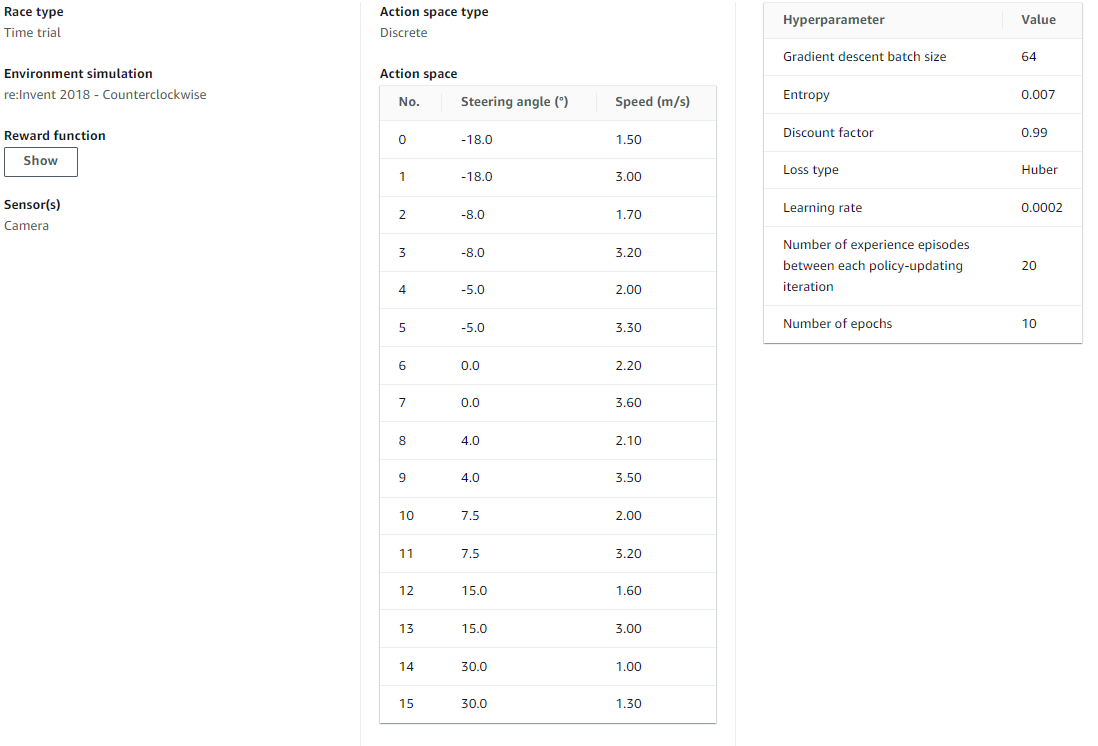 Race type
Time trial
Environment simulation
re:Invent 2018 - Counterclockwise
Reward function
Show
Sensor(s)
Camera
Action space type
Discrete
Action space
No. Steering angle (°) Speed (m/s)
0 -18.0 1.50
1 -18.0 3.00
2 -8.0 1.70
3 -8.0 3.20
4 -5.0 2.00
5 -5.0 3.30
6 0.0 2.20
7 0.0 3.60
8 4.0 2.10
9 4.0 3.50
10 7.5 2.00
11 7.5 3.20
12 15.0 1.60
13 15.0 3.00
14 30.0 1.00
15 30.0 1.30
Hyperparameter Value
Gradient descent batch size 64
Entropy 0.007
Discount factor 0.99
Loss type Huber
Learning rate 0.0002
Number of experience episodes
between each policy-updating 20
iteration
Number of epochs 10